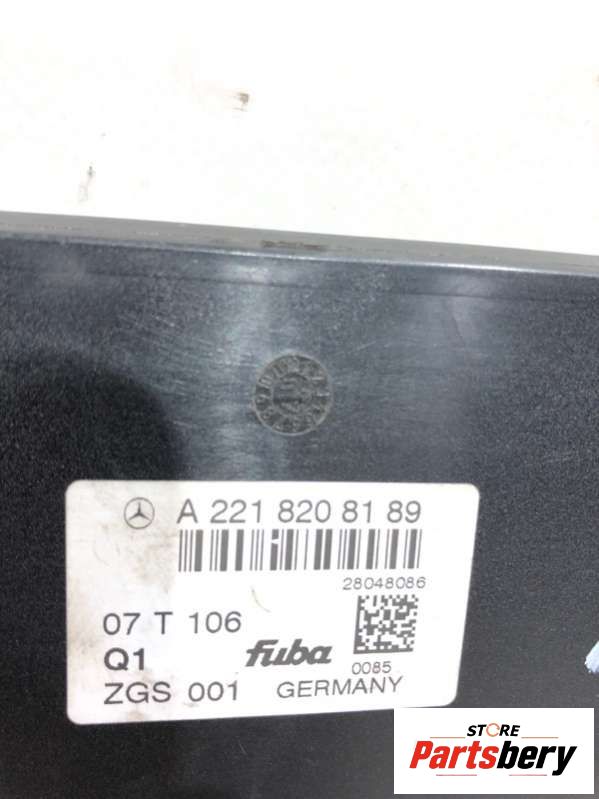 A 221 820 81 89
28048086
07 T 106
Q1
fuba
0085
ZGS 001 GERMANY
STORE
Partsbery